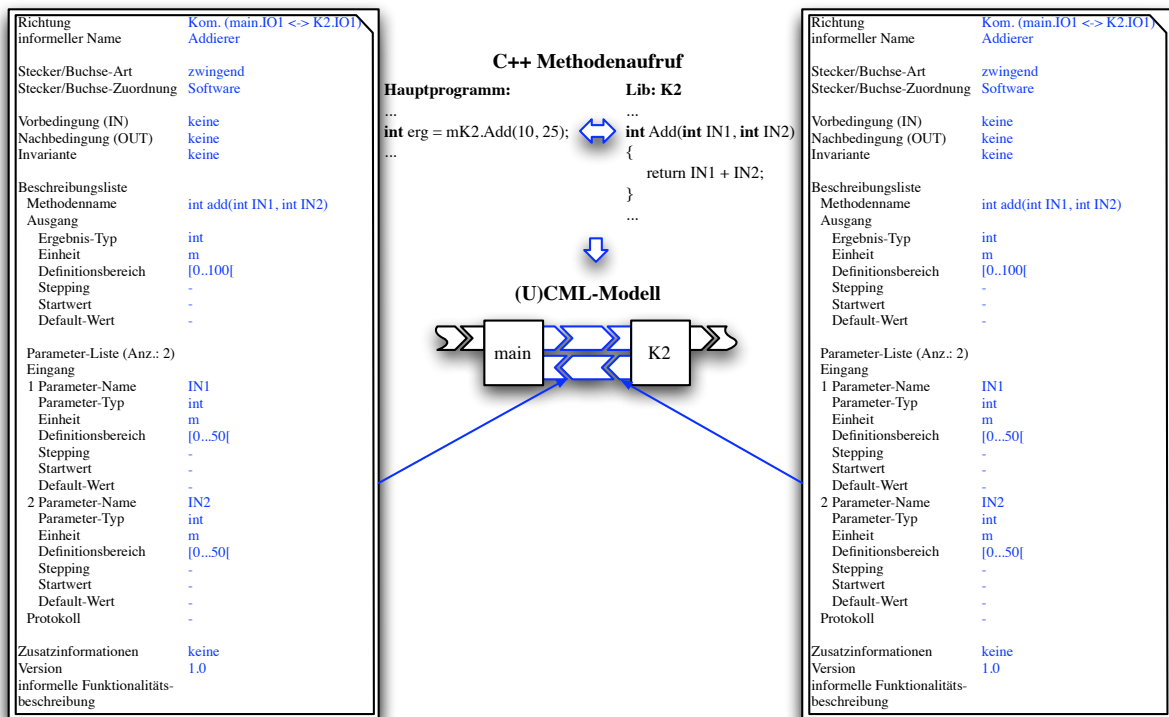 Richtung Kom. (main.IO1 <-> K2.IO1)
informeller Name Addierer
Stecker/Buchse-Art zwingend
Stecker/Buchse-Zuordnung Software
Vorbedingung (IN) keine
Nachbedingung (OUT) keine
Invariante keine
Beschreibungsliste
Methodenname int add(int IN1, int IN2)
Ausgang
Ergebnis-Typ int
Einheit m
Definitionsbereich [0..100[
Stepping -
Startwert -
Default-Wert -
Parameter-Liste (Anz.: 2)
Eingang
1 Parameter-Name IN1
Parameter-Typ int
Einheit m
Definitionsbereich [0...50[
Stepping -
Startwert -
Default-Wert -
2 Parameter-Name IN2
Parameter-Typ int
Einheit m
Definitionsbereich [0...50[
Stepping -
Startwert -
Default-Wert -
Protokoll -
Zusatzinformationen keine
Version 1.0
informelle Funktionalitäts-
beschreibung
C++ Methodenaufruf
Hauptprogramm:
...
int erg = mK2.Add(10, 25);
...
Lib: K2
...
int Add(int IN1, int IN2)
{
return IN1 + IN2;
}
...
(U)CML-Modell
main
K2
Richtung Kom. (main.IO1 <-> K2.IO1)
informeller Name Addierer
Stecker/Buchse-Art zwingend
Stecker/Buchse-Zuordnung Software
Vorbedingung (IN) keine
Nachbedingung (OUT) keine
Invariante keine
Beschreibungsliste
Methodenname int add(int IN1, int IN2)
Ausgang
Ergebnis-Typ int
Einheit m
Definitionsbereich [0..100[
Stepping -
Startwert -
Default-Wert -
Parameter-Liste (Anz.: 2)
Eingang
1 Parameter-Name IN1
Parameter-Typ int
Einheit m
Definitionsbereich [0...50[
Stepping -
Startwert -
Default-Wert -
2 Parameter-Name IN2
Parameter-Typ int
Einheit m
Definitionsbereich [0...50[
Stepping -
Startwert -
Default-Wert -
Protokoll -
Zusatzinformationen keine
Version 1.0
informelle Funktionalitäts-
beschreibung